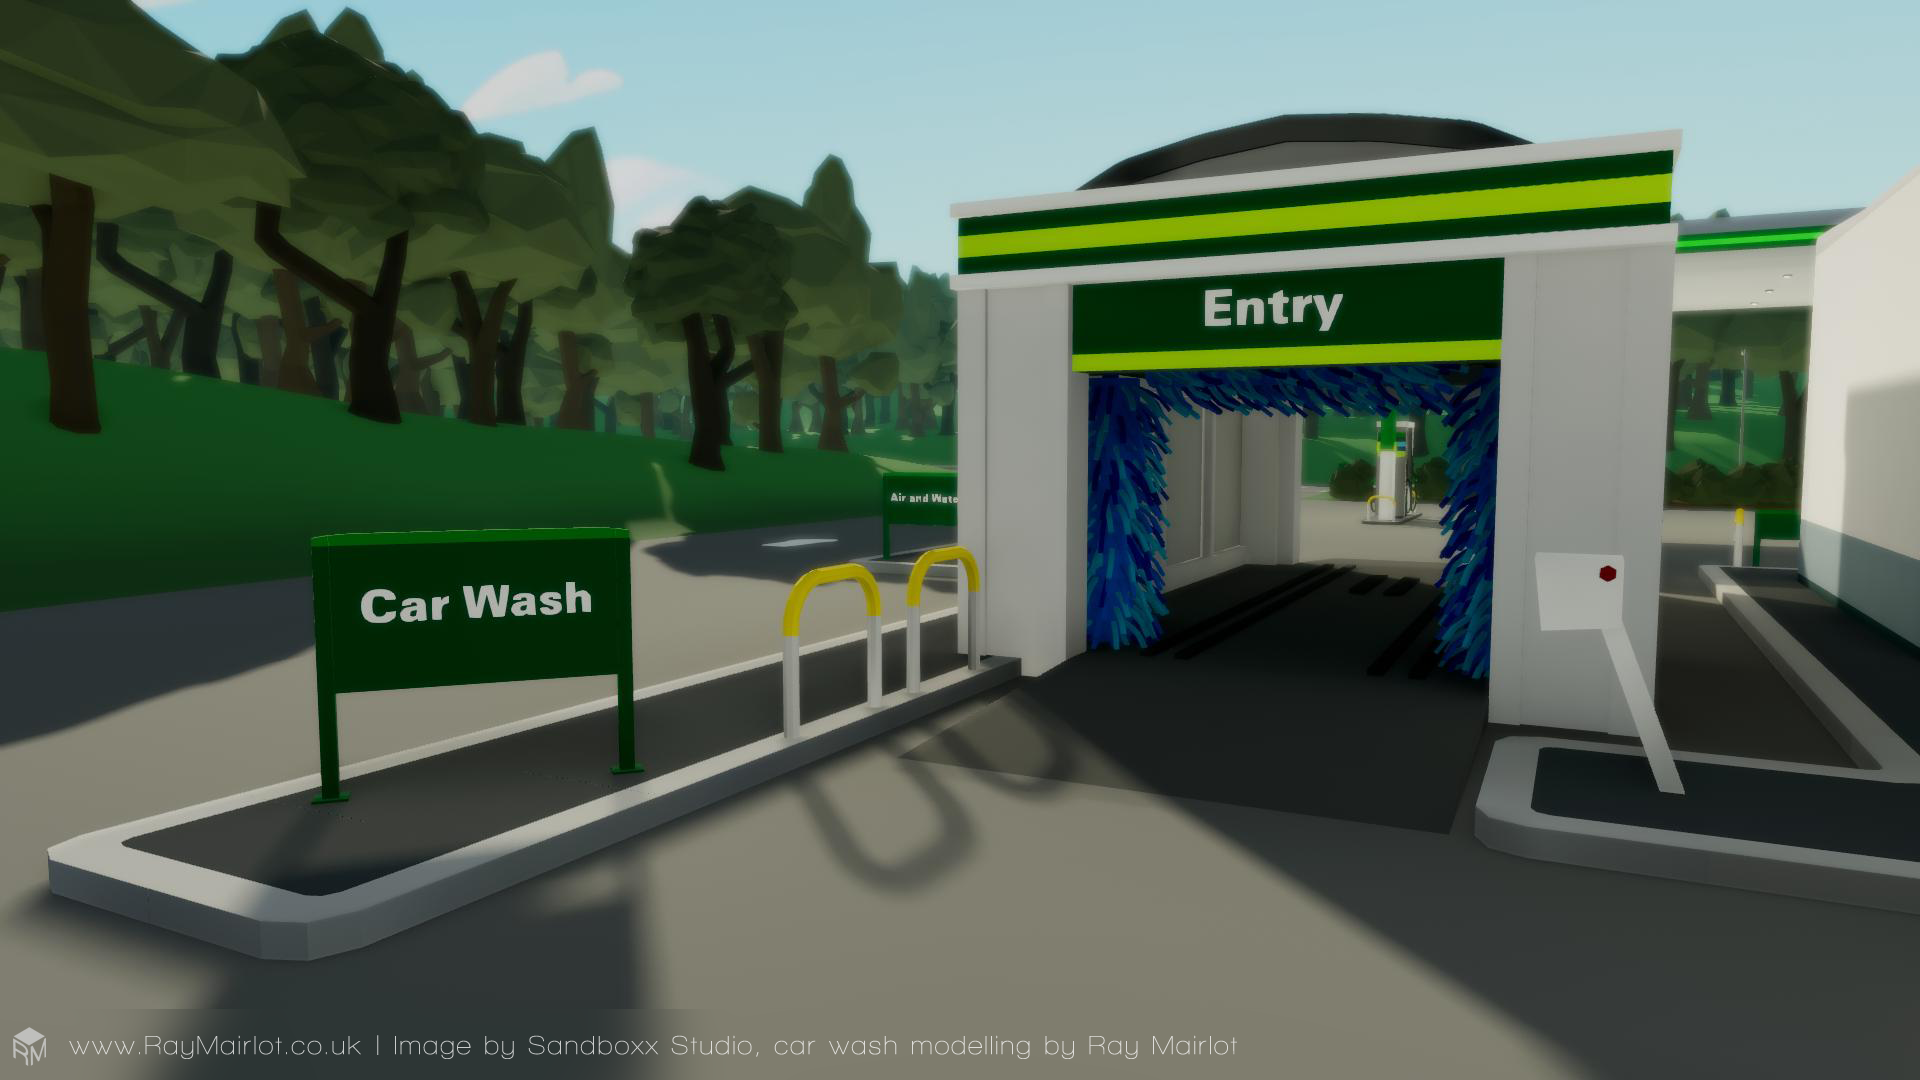 Entry
Air and Wate
Car Wash
RM
www.RayMairlot.co.uk | Image by Sandboxx Studio, car wash modelling by Ray Mairlot